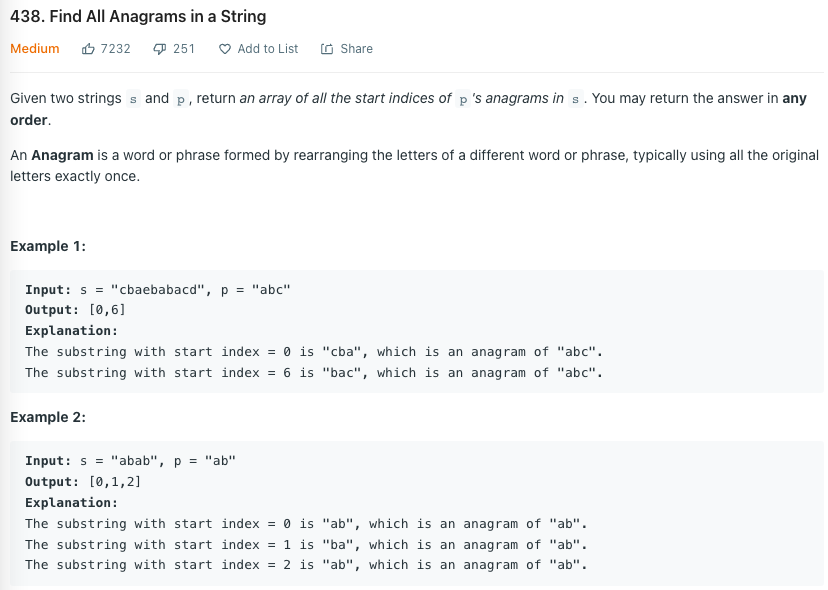 438. Find All Anagrams in a String
Medium 7232 251 Add to List Share
Given two strings s and p, return an array of all the start indices of p 's anagrams in s. You may return the answer in any
order.
An Anagram is a word or phrase formed by rearranging the letters of a different word or phrase, typically using all the original
letters exactly once.
Example 1:
Input: s = "cbaebabacd", p = "abc"
Output: [0,6]
Explanation:
The substring with start index = 0 is "cba", which is an anagram of "abc".
The substring with start index = 6 is "bac", which is an anagram of "abc".
Example 2:
Input: s = "abab", p = "ab"
Output: [0,1,2]
Explanation:
The substring with start index = 0 is "ab", which is an anagram of "ab".
The substring with start index = 1 is "ba", which is an anagram of "ab".
The substring with start index = 2 is "ab", which is an anagram of "ab".